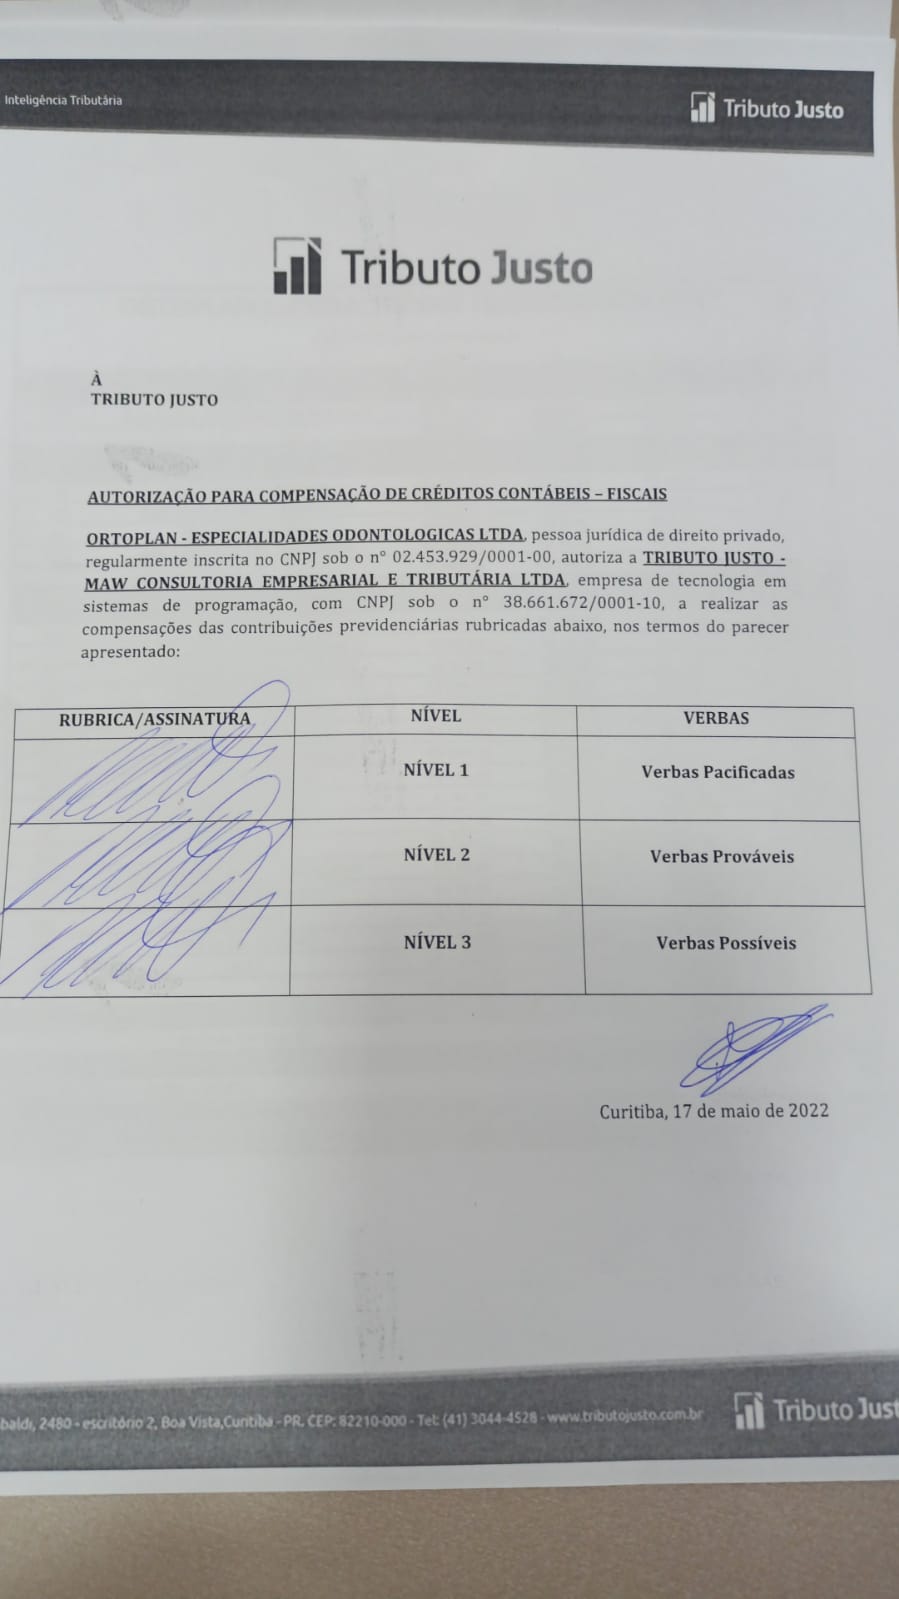 Inteligência Tributária
Tributo Justo
Tributo Justo
À
TRIBUTO JUSTO
AUTORIZAÇÃO PARA COMPENSAÇÃO DE CRÉDITOS CONTÁBEIS – FISCAIS
ORTOPLAN - ESPECIALIDADES ODONTOLOGICAS LTDA, pessoa jurídica de direito privado,
regularmente inscrita no CNPJ sob o n° 02.453.929/0001-00, autoriza a TRIBUTO JUSTO -
MAW CONSULTORIA EMPRESARIAL E TRIBUTÁRIA LTDA, empresa de tecnologia em
sistemas de programação, com CNPJ sob o n° 38.661.672/0001-10, a realizar as
compensações das contribuições previdenciárias rubricadas abaixo, nos termos do parecer
apresentado:
RUBRICA/ASSINATURA NÍVEL VERBAS
NÍVEL 1 Verbas Pacificadas
NÍVEL 2 Verbas Prováveis
NÍVEL 3 Verbas Possíveis
Curitiba, 17 de maio de 2022
baldi, 2480 - escritório 2, Boa Vista,Curitiba - PR. CEP: 82210-000 - Tel: (41) 3044-4528 - www.tributojusto.com.br
Tributo Just